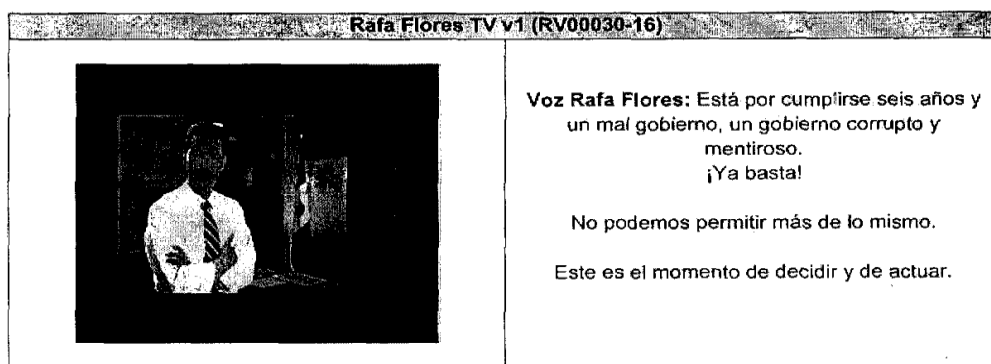 Rafa Flores TV v1 (RV00030-16)
Voz Rafa Flores: Está por cumplirse seis años y
un mal gobierno, un gobierno corrupto y
mentiroso.
¡Ya basta!
No podemos permitir más de lo mismo.
Este es el momento de decidir y de actuar.